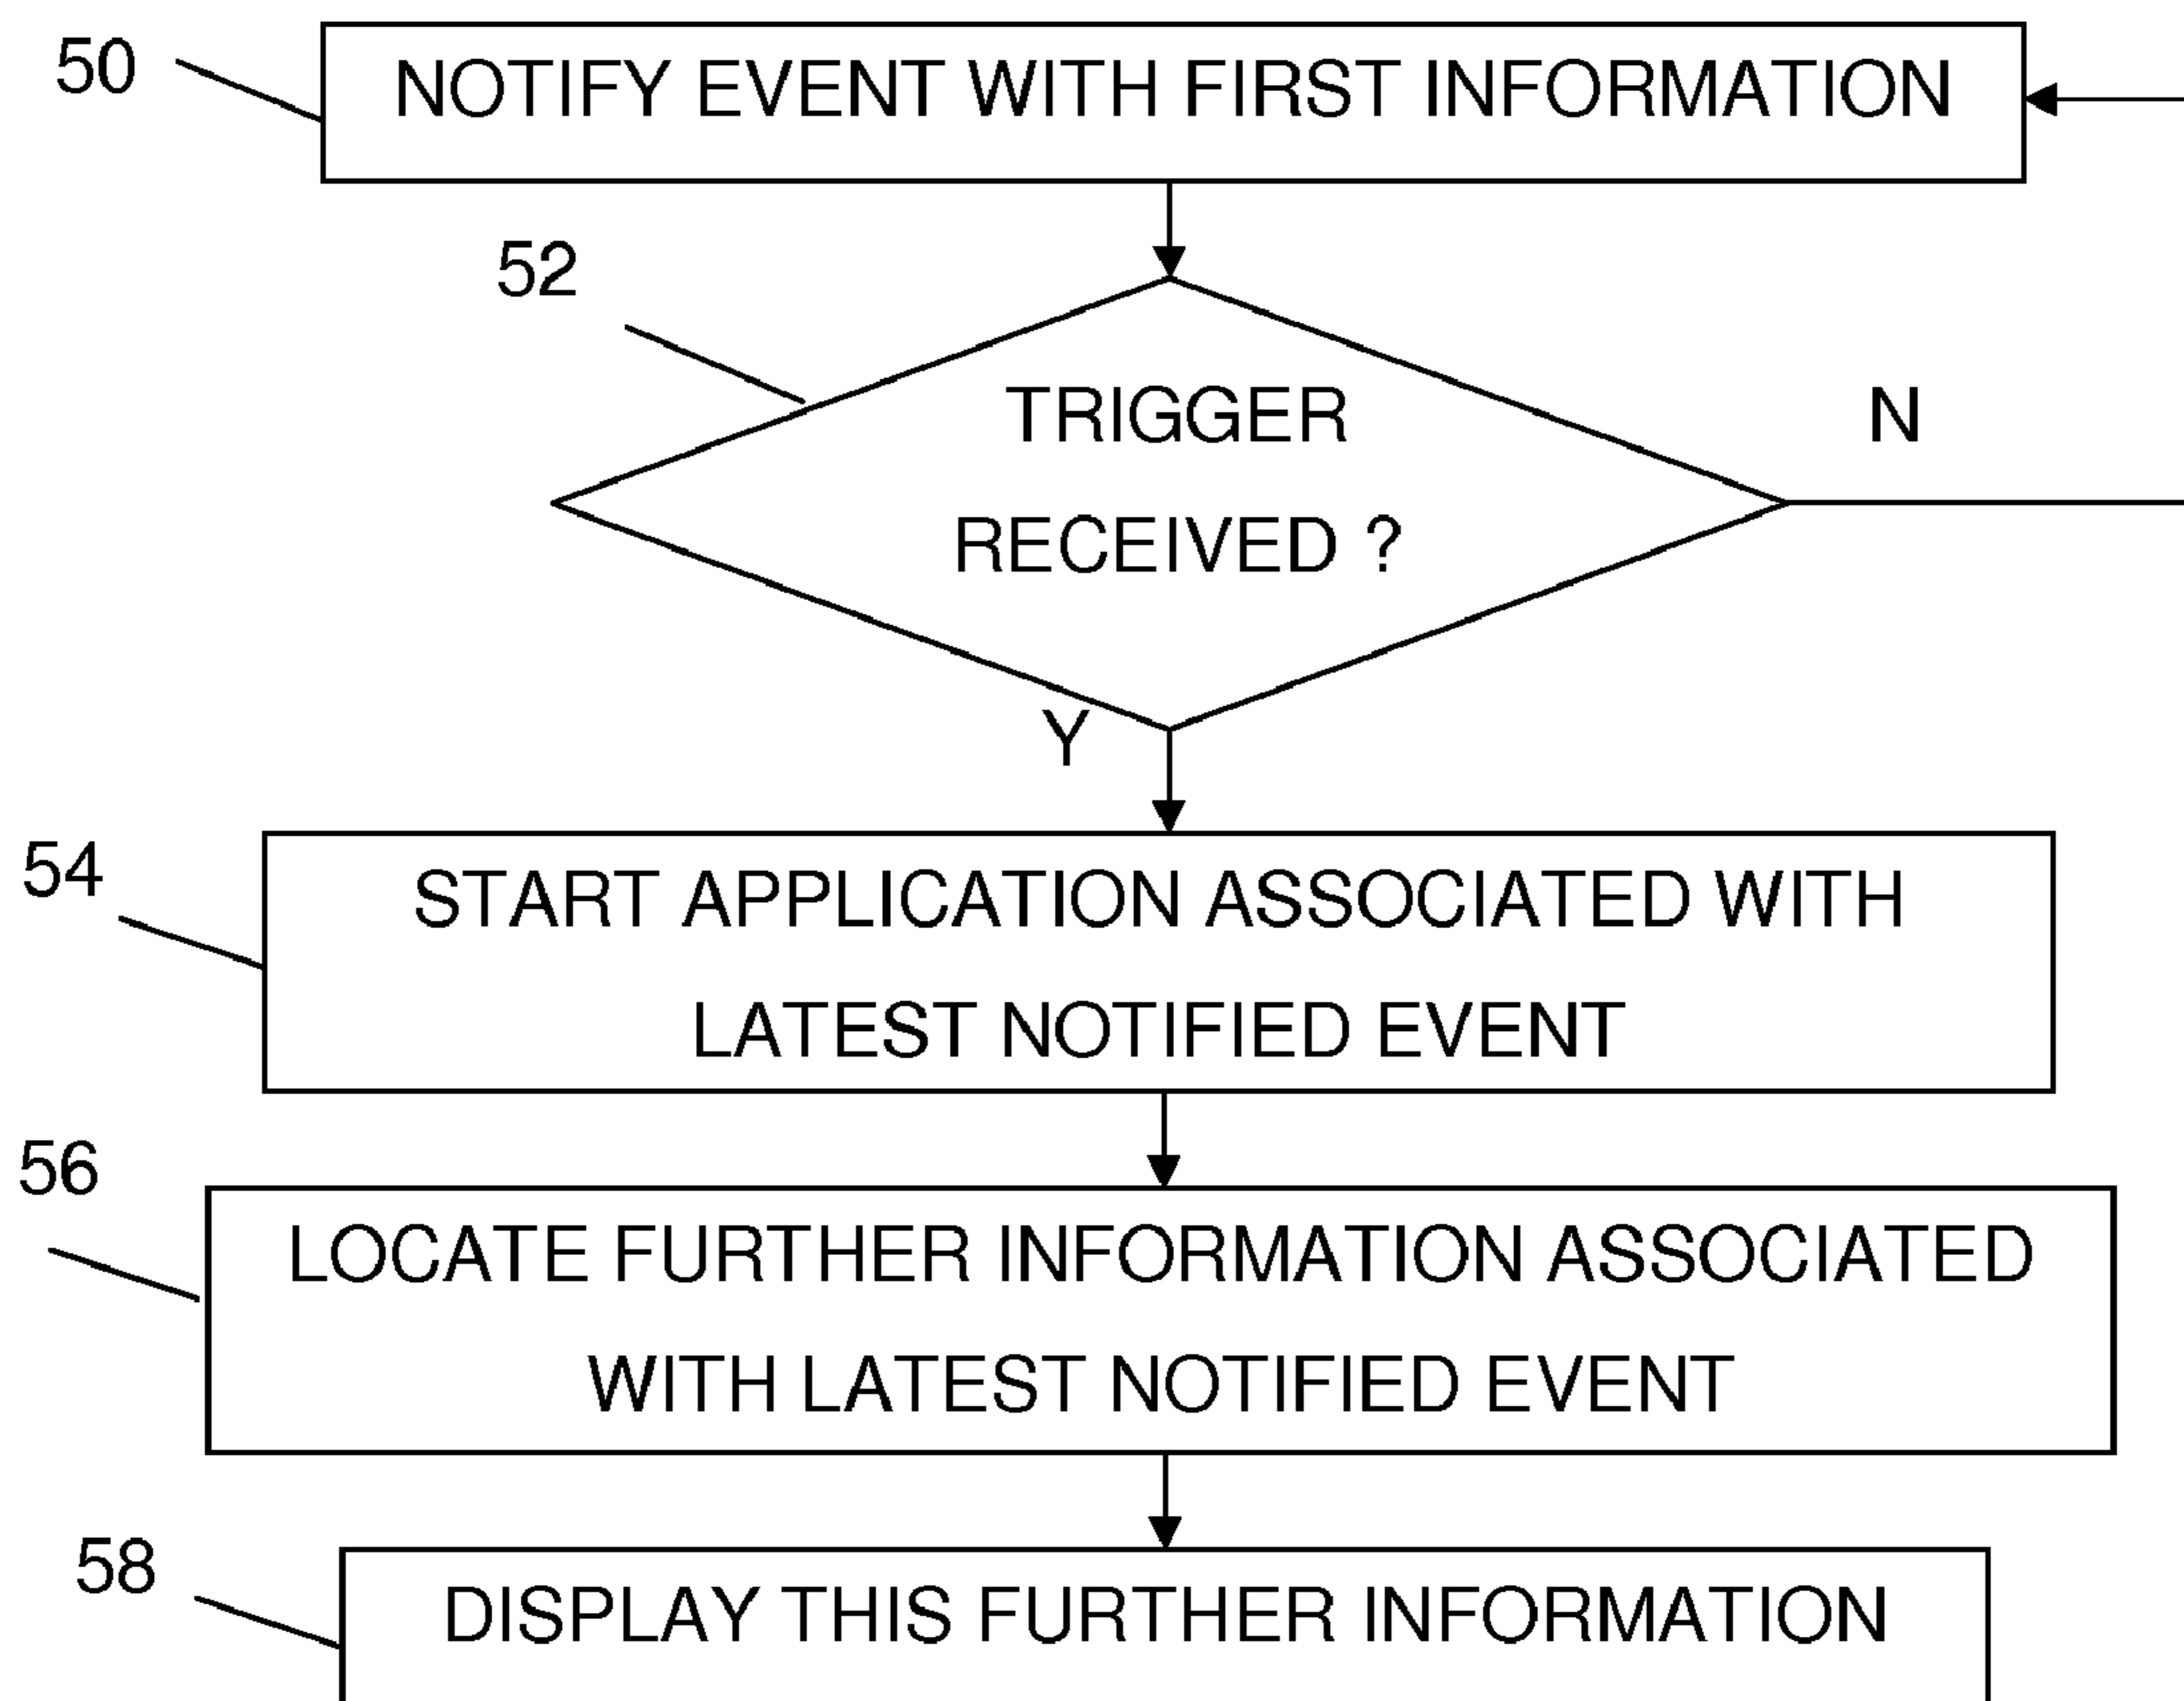 50
NOTIFY EVENT WITH FIRST INFORMATION
52
TRIGGER
RECEIVED ?
N
Y
54
START APPLICATION ASSOCIATED WITH
LATEST NOTIFIED EVENT
56
LOCATE FURTHER INFORMATION ASSOCIATED
WITH LATEST NOTIFIED EVENT
58
DISPLAY THIS FURTHER INFORMATION